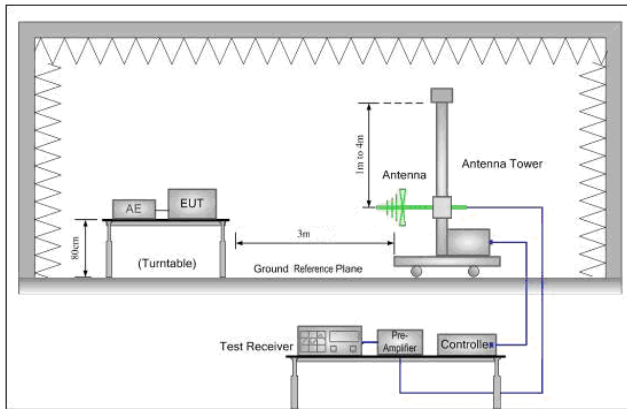 1m to 4m
Antenna
Antenna Tower
AE
EUT
3m
80cm
(Turntable)
Ground Reference Plane
Test Receiver
Pre-
Amplifier
Controller